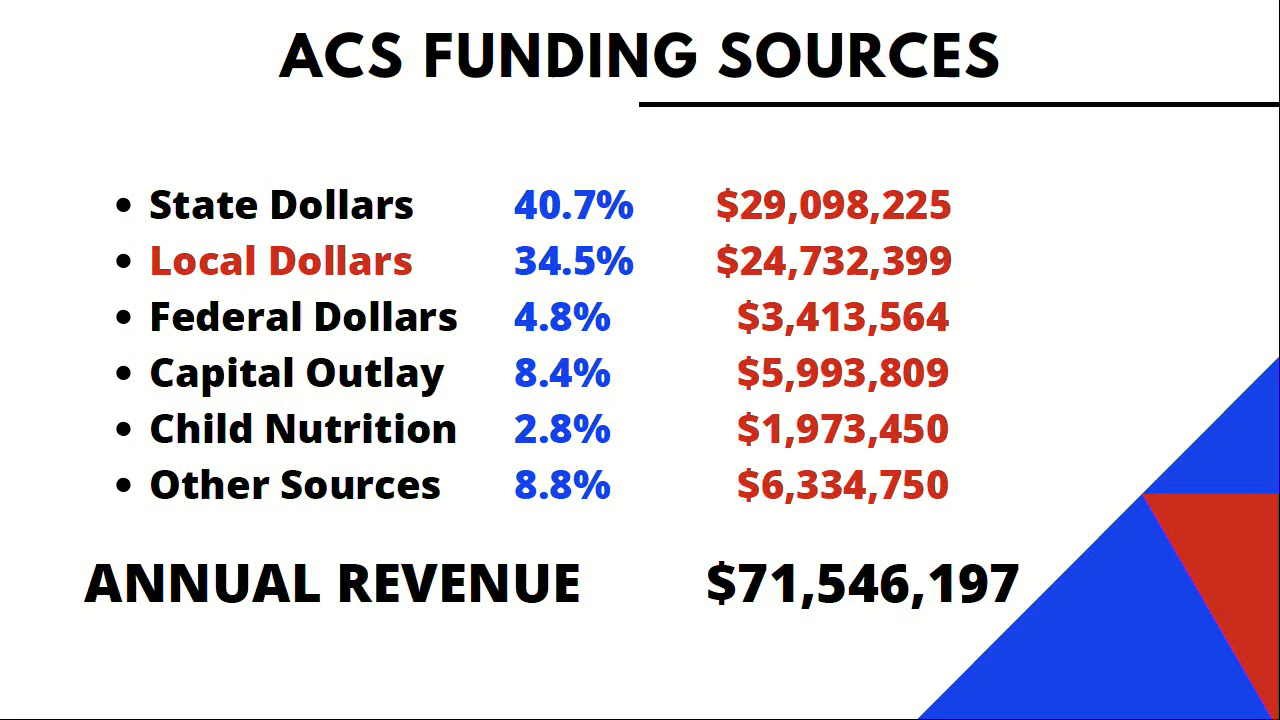 ACS FUNDING SOURCES
• State Dollars 40.7% $29,098,225
• Local Dollars 34.5% $24,732,399
• Federal Dollars 4.8% $3,413,564
• Capital Outlay 8.4% $5,993,809
• Child Nutrition 2.8% $1,973,450
• Other Sources 8.8% $6,334,750
ANNUAL REVENUE $71,546,197